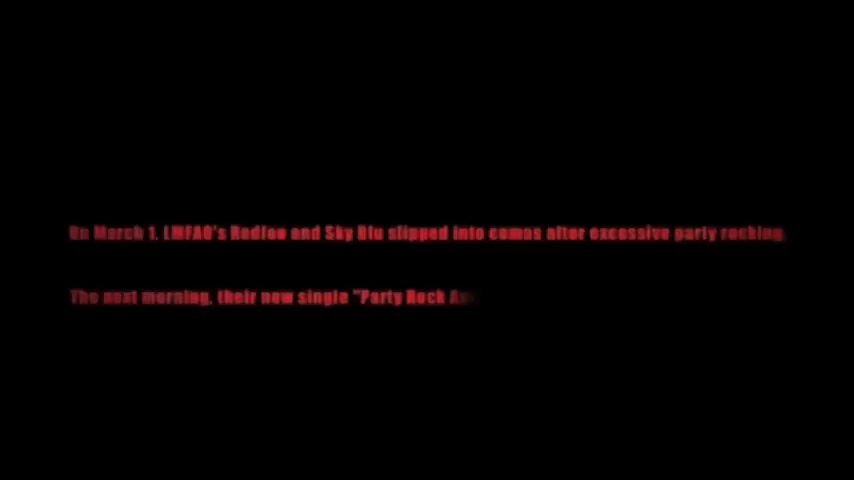 On March 1, LMFAO's Redfoo and Sky Blu slipped into comas after excessive party rocking.
The next morning, their new single "Party Rock